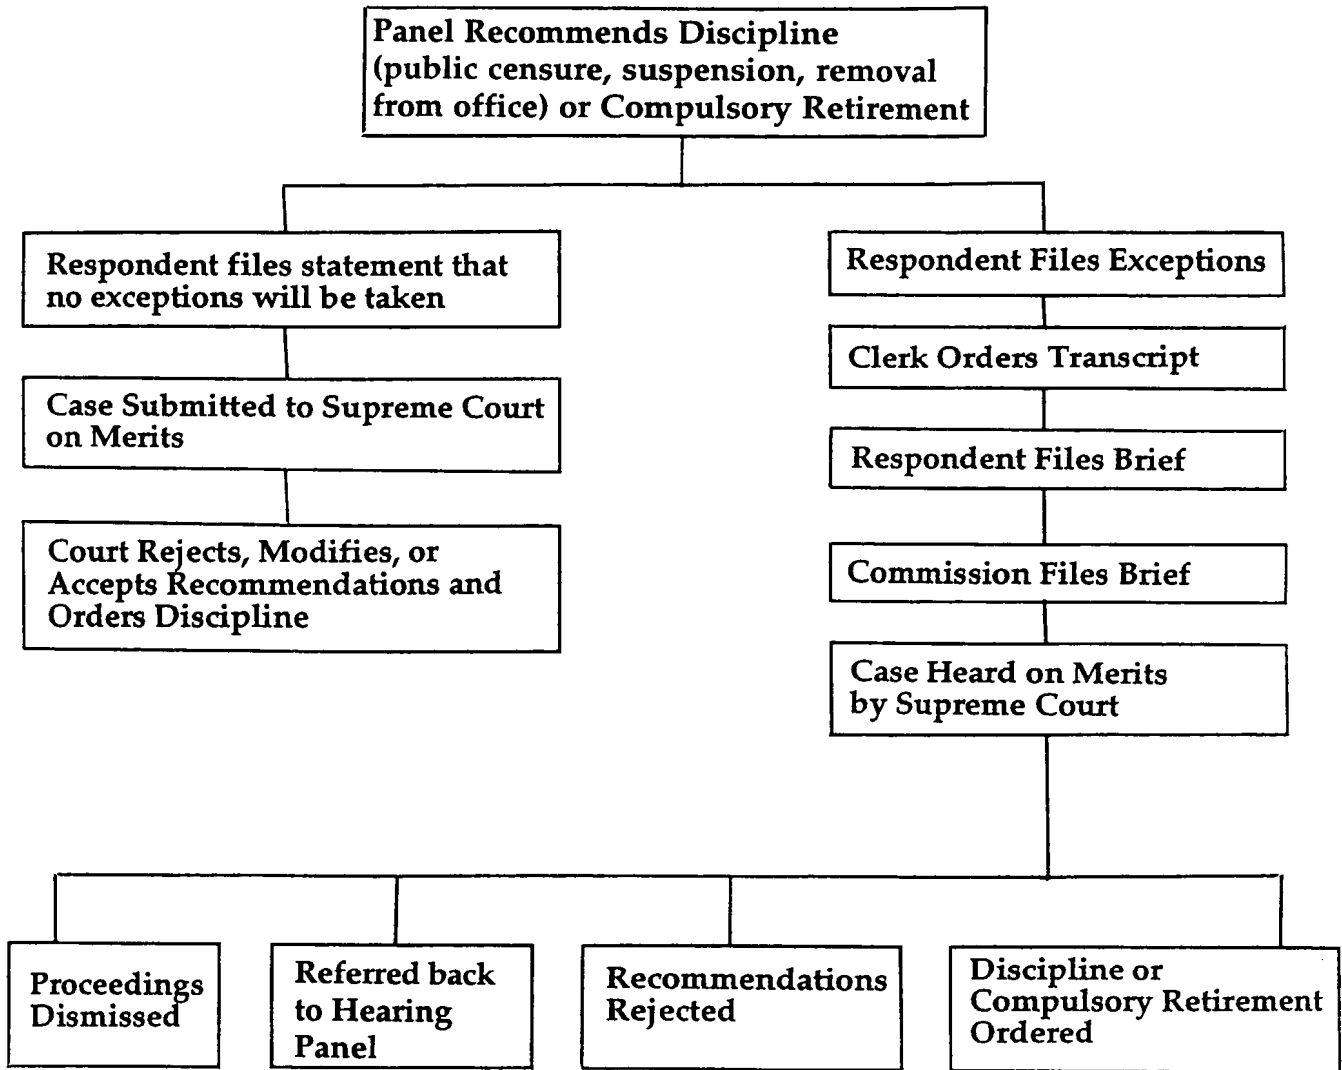 Panel Recommends Discipline
(public censure, suspension, removal
from office) or Compulsory Retirement
Respondent files statement that
no exceptions will be taken
Case Submitted to Supreme Court
on Merits
Court Rejects, Modifies, or
Accepts Recommendations and
Orders Discipline
Respondent Files Exceptions
Clerk Orders Transcript
Respondent Files Brief
Commission Files Brief
Case Heard on Merits
by Supreme Court
Proceedings
Dismissed
Referred back
to Hearing
Panel
Recommendations
Rejected
Discipline or
Compulsory Retirement
Ordered